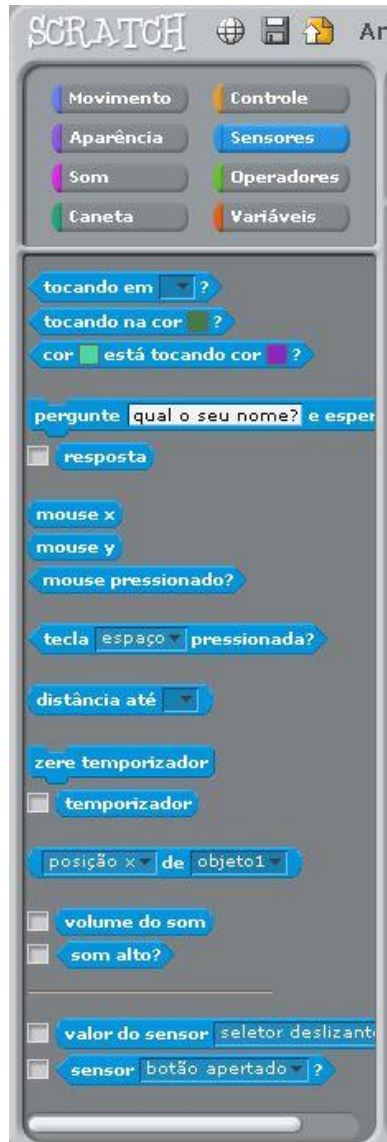 SCRATCH Ar
Movimento Controle
Aparência Sensores
Som Operadores
Caneta Variáveis
tocando em ?
tocando na cor ?
cor está tocando cor ?
pergunte qual o seu nome? e esper
resposta
mouse x
mouse y
mouse pressionado?
tecla espaço pressionada?
distância até
zere temporizador
temporizador
posição x de objeto1
volume do som
som alto?
valor do sensor seletor deslizant
sensor botão apertado ?